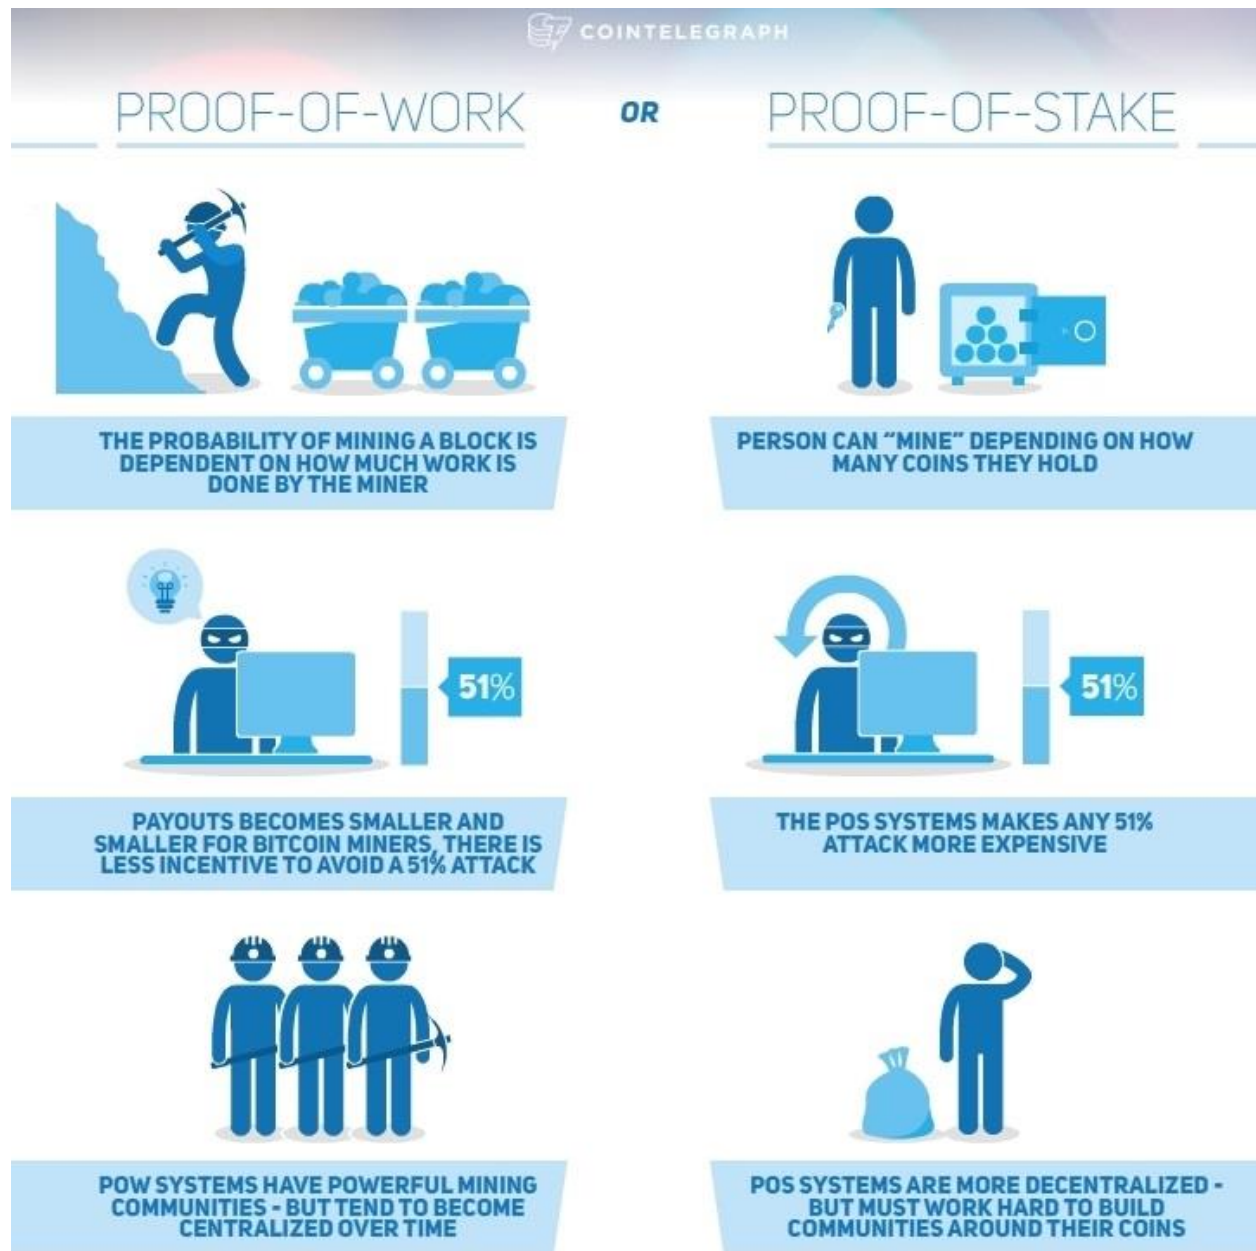 COINTELEGRAPH
PROOF-OF-WORK
OR
PROOF-OF-STAKE
THE PROBABILITY OF MINING A BLOCK IS
DEPENDENT ON HOW MUCH WORK IS
DONE BY THE MINER
PERSON CAN “MINE” DEPENDING ON HOW
MANY COINS THEY HOLD
51%
51%
PAYOUTS BECOMES SMALLER AND
SMALLER FOR BITCOIN MINERS, THERE IS
LESS INCENTIVE TO AVOID A 51% ATTACK
THE POS SYSTEMS MAKES ANY 51%
ATTACK MORE EXPENSIVE
POW SYSTEMS HAVE POWERFUL MINING
COMMUNITIES - BUT TEND TO BECOME
CENTRALIZED OVER TIME
POS SYSTEMS ARE MORE DECENTRALIZED -
BUT MUST WORK HARD TO BUILD
COMMUNITIES AROUND THEIR COINS